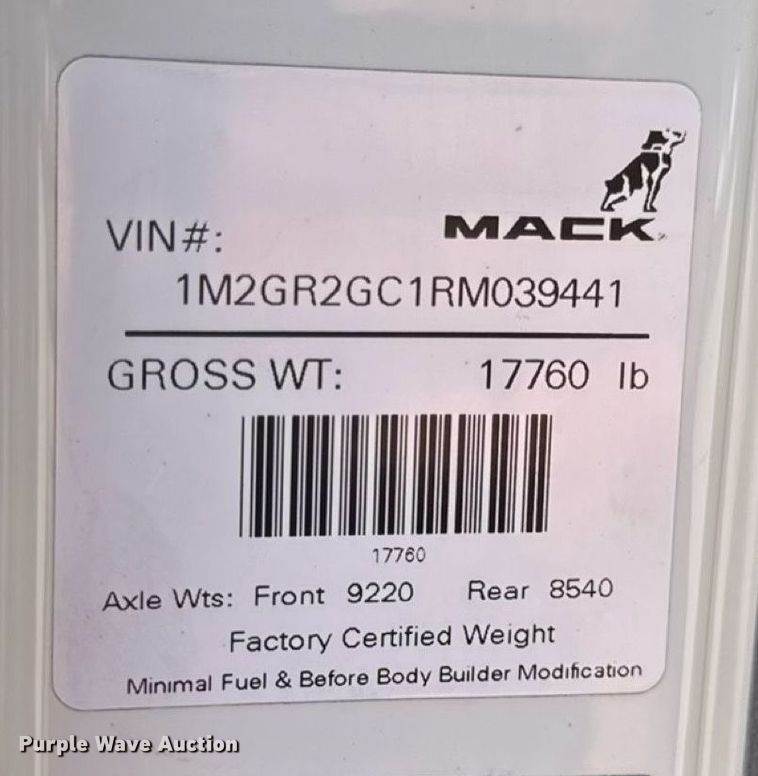 MACK
VIN#:
1M2GR2GC1RM039441
GROSS WT: 17760 lb
17760
Axle Wts: Front 9220 Rear 8540
Factory Certified Weight
Minimal Fuel & Before Body Builder Modification
Purple Wave Auction